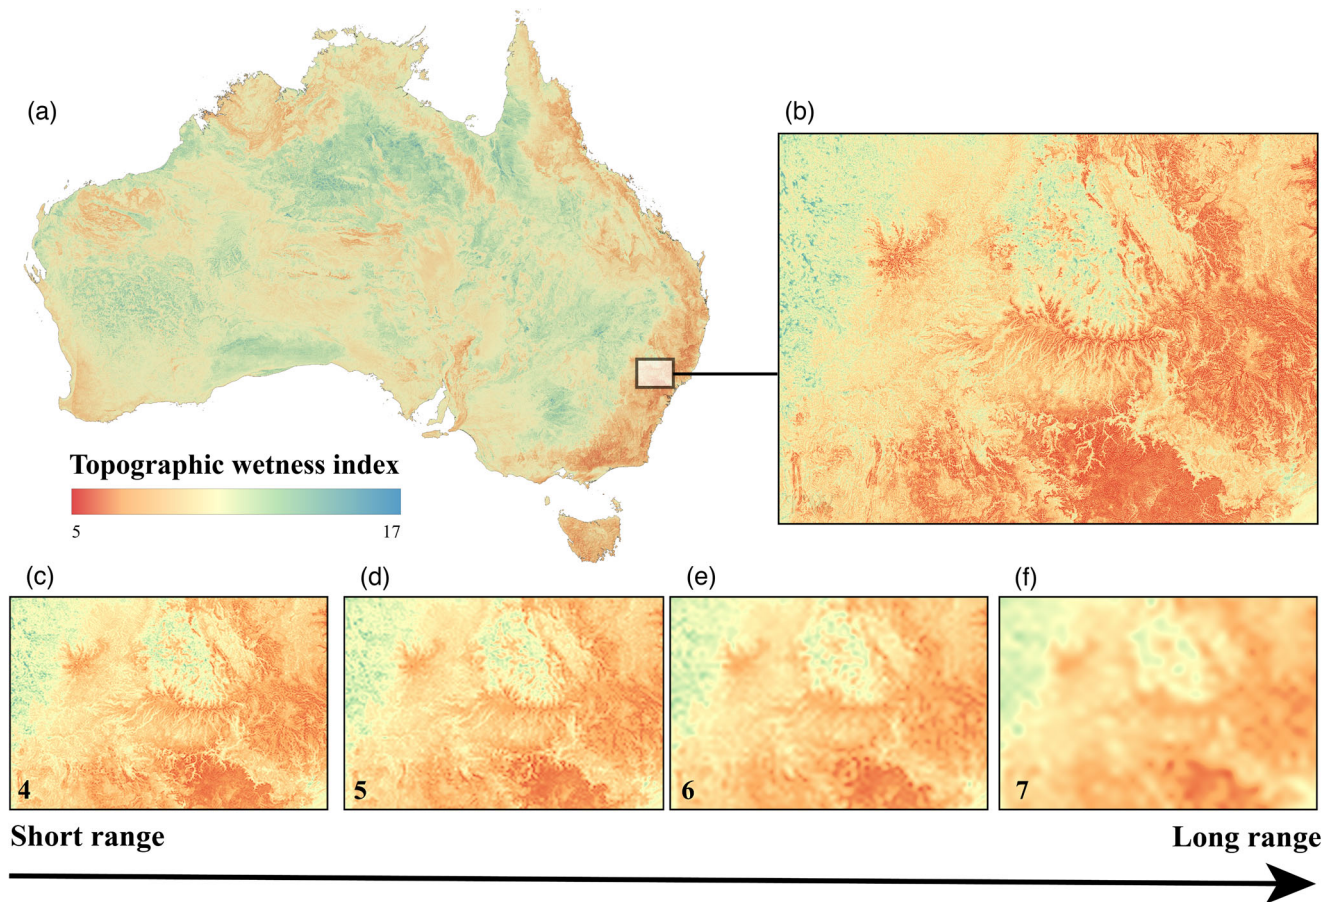 (a)
(b)
Topographic wetness index
5
17
(c)
(d)
(e)
(f)
4
5
6
7
Short range
Long range